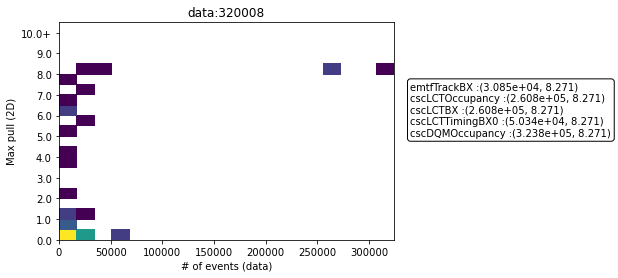 data:320008
Max pull (2D)
10.0+
9.0
8.0
7.0
6.0
5.0
4.0
3.0
2.0
1.0
0.0
0 50000 100000 150000 200000 250000 300000
# of events (data)
emtfTrackBX :(3.085e+04, 8.271)
cscLCTOccupancy :(2.608e+05, 8.271)
cscLCTBX :(2.608e+05, 8.271)
cscLCTTimingBX0 :(5.034e+04, 8.271)
cscDQMOccupancy :(3.238e+05, 8.271)